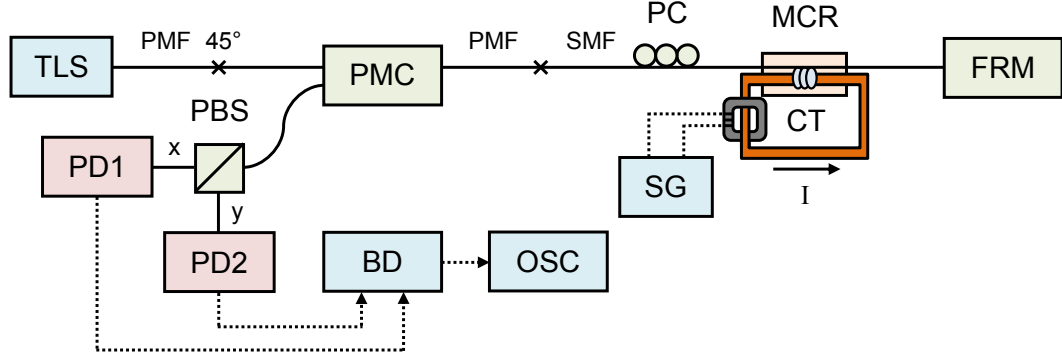 PC
MCR
PMF 45°
PMF
SMF
TLS
PMC
FRM
PBS
CT
x
PD1
SG
I
y
PD2
BD
OSC